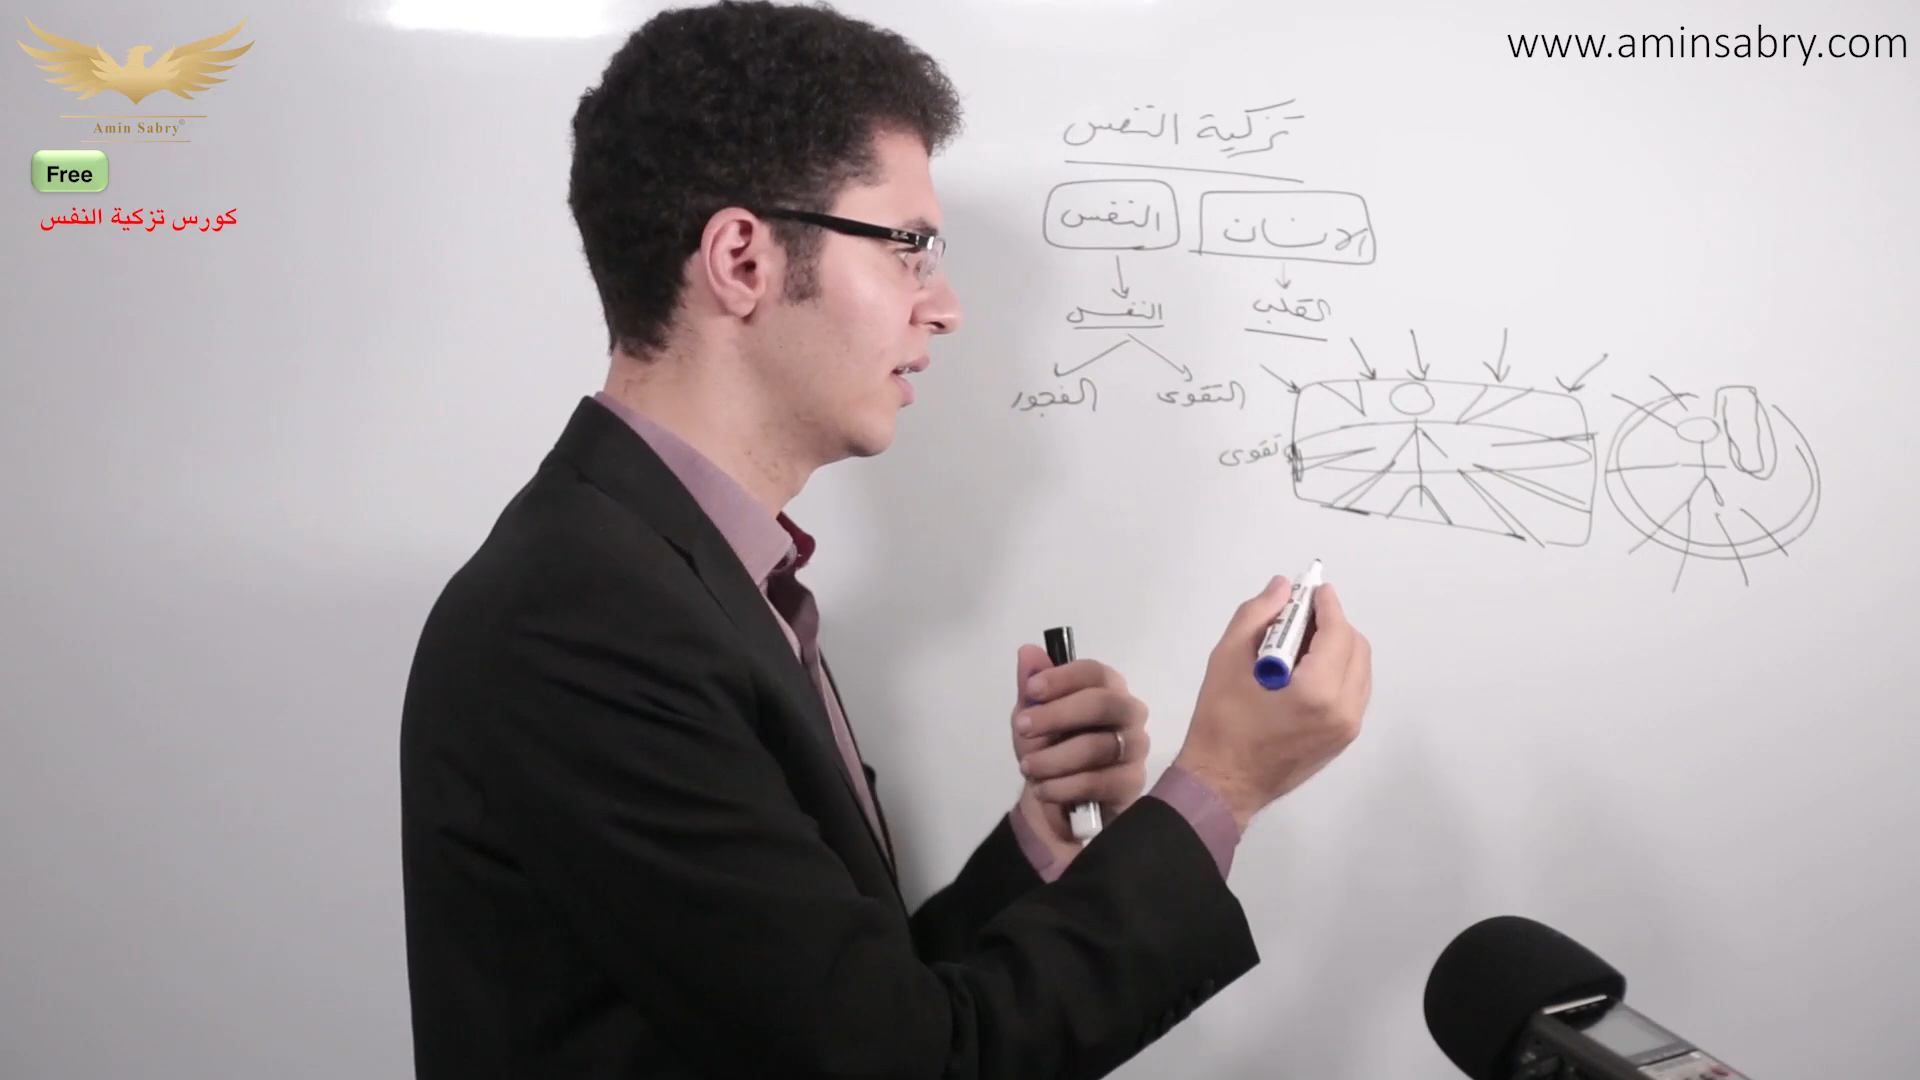 www.aminsabry.com
Amin Sabry®
Free
كورس تزكية النفس
تزكية النفس
الانسان
النفس
القلب
النفس
التقوى
الفجور
تقوى